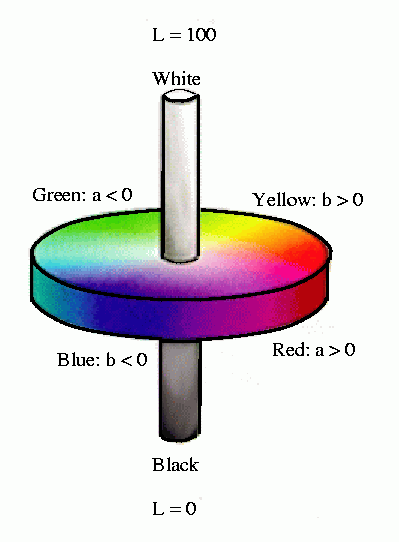 L = 100
White
Green: a < 0
Yellow: b > 0
Blue: b < 0
Red: a > 0
Black
L = 0